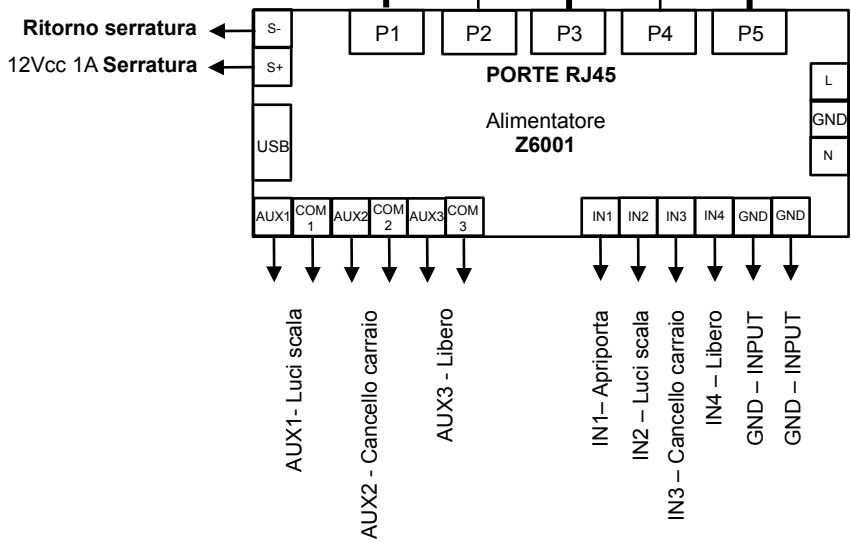 Ritorno serratura
S-
P1
P2
P3
P4
P5
12Vcc 1A Serratura
S+
PORTE RJ45
L
Alimentatore
Z6001
GND
USB
N
AUX1
COM
1
AUX2
COM
2
AUX3
COM
3
IN1
IN2
IN3
IN4
GND
GND
AUX1- Luci scala
AUX2 - Cancello carraio
AUX3 - Libero
IN1– Apriporta
IN2 – Luci scala
IN3 – Cancello carraio
IN4 – Libero
GND – INPUT
GND – INPUT